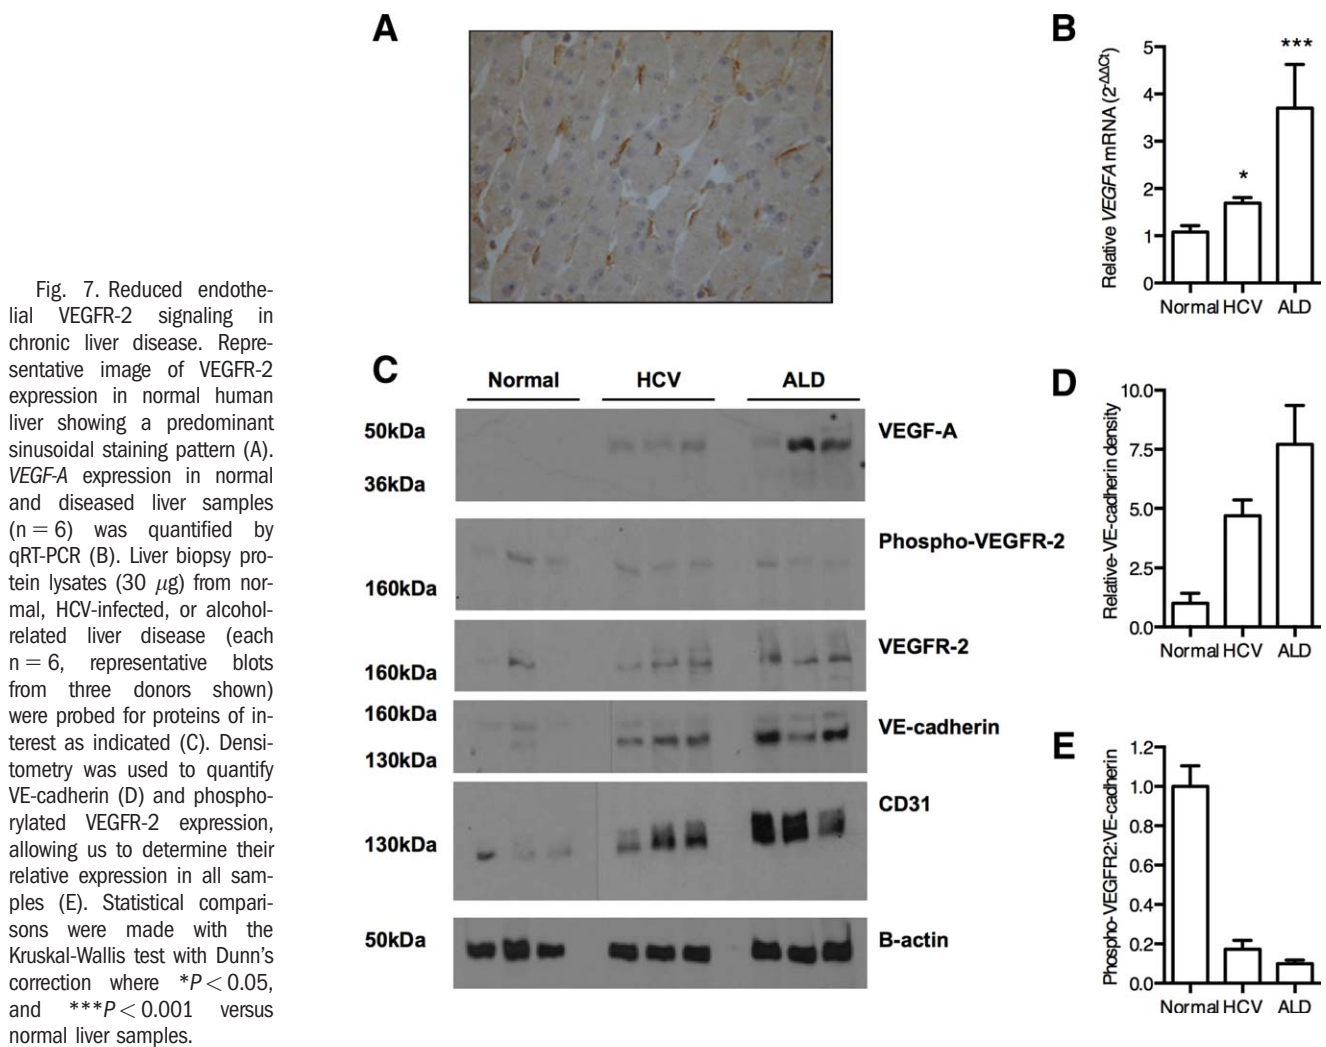 Fig. 7. Reduced endothe-
lial VEGFR-2 signaling in
chronic liver disease. Repre-
sentative image of VEGFR-2
expression in normal human
liver showing a predominant
sinusoidal staining pattern (A).
VEGF-A expression in normal
and diseased liver samples
(n = 6) was quantified by
qRT-PCR (B). Liver biopsy pro-
tein lysates (30 μg) from nor-
mal, HCV-infected, or alcohol-
related liver disease (each
n = 6, representative blots
from three donors shown)
were probed for proteins of in-
terest as indicated (C). Densi-
tometry was used to quantify
VE-cadherin (D) and phospho-
rylated VEGFR-2 expression,
allowing us to determine their
relative expression in all sam-
ples (E). Statistical compari-
sons were made with the
Kruskal-Wallis test with Dunn's
correction where *P < 0.05,
and ***P < 0.001 versus
normal liver samples.
A
B
Relative VEGFA mRNA (2-ΔΔCt)
5
4
3
2
1
0
*
***
Normal HCV ALD
C
Normal HCV ALD
50kDa
36kDa
VEGF-A
160kDa
Phospho-VEGFR-2
160kDa
VEGFR-2
160kDa
130kDa
VE-cadherin
130kDa
CD31
50kDa
B-actin
D
Relative-VE-cadherin density
10.0
7.5
5.0
2.5
0.0
Normal HCV ALD
E
Phospho-VEGFR2:VE-cadherin
1.2
1.0
0.8
0.6
0.4
0.2
0.0
Normal HCV ALD